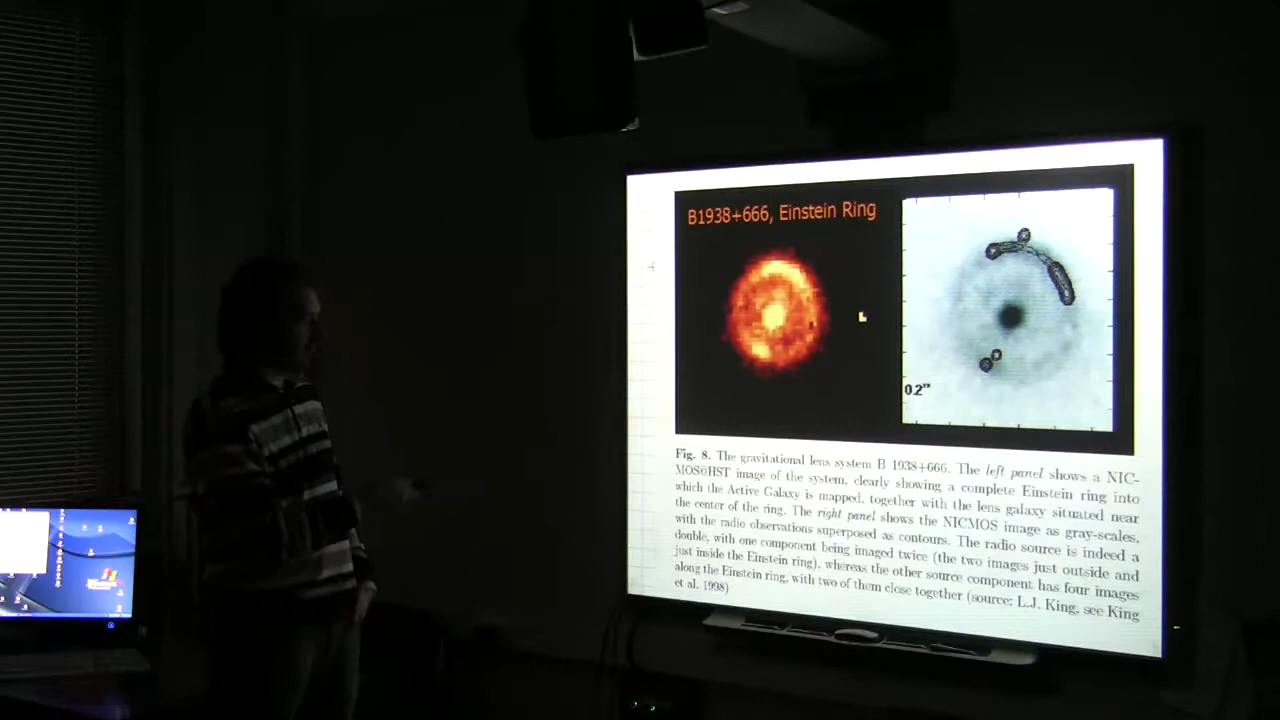 B1938+666, Einstein Ring
0.2"
Fig. 8. The gravitational lens system B 1938+666. The left panel shows a NIC-
MOS@HST image of the system, clearly showing a complete Einstein ring into
which the Active Galaxy is mapped, together with the lens galaxy situated near
the center of the ring. The right panel shows the NICMOS image as gray-scales,
with the radio observations superposed as contours. The radio source is indeed a
double, with one component being imaged twice (the two images just outside and
just inside the Einstein ring), whereas the other source component has four images
along the Einstein ring, with two of them close together (source: L.J. King, see King
et al. 1998)